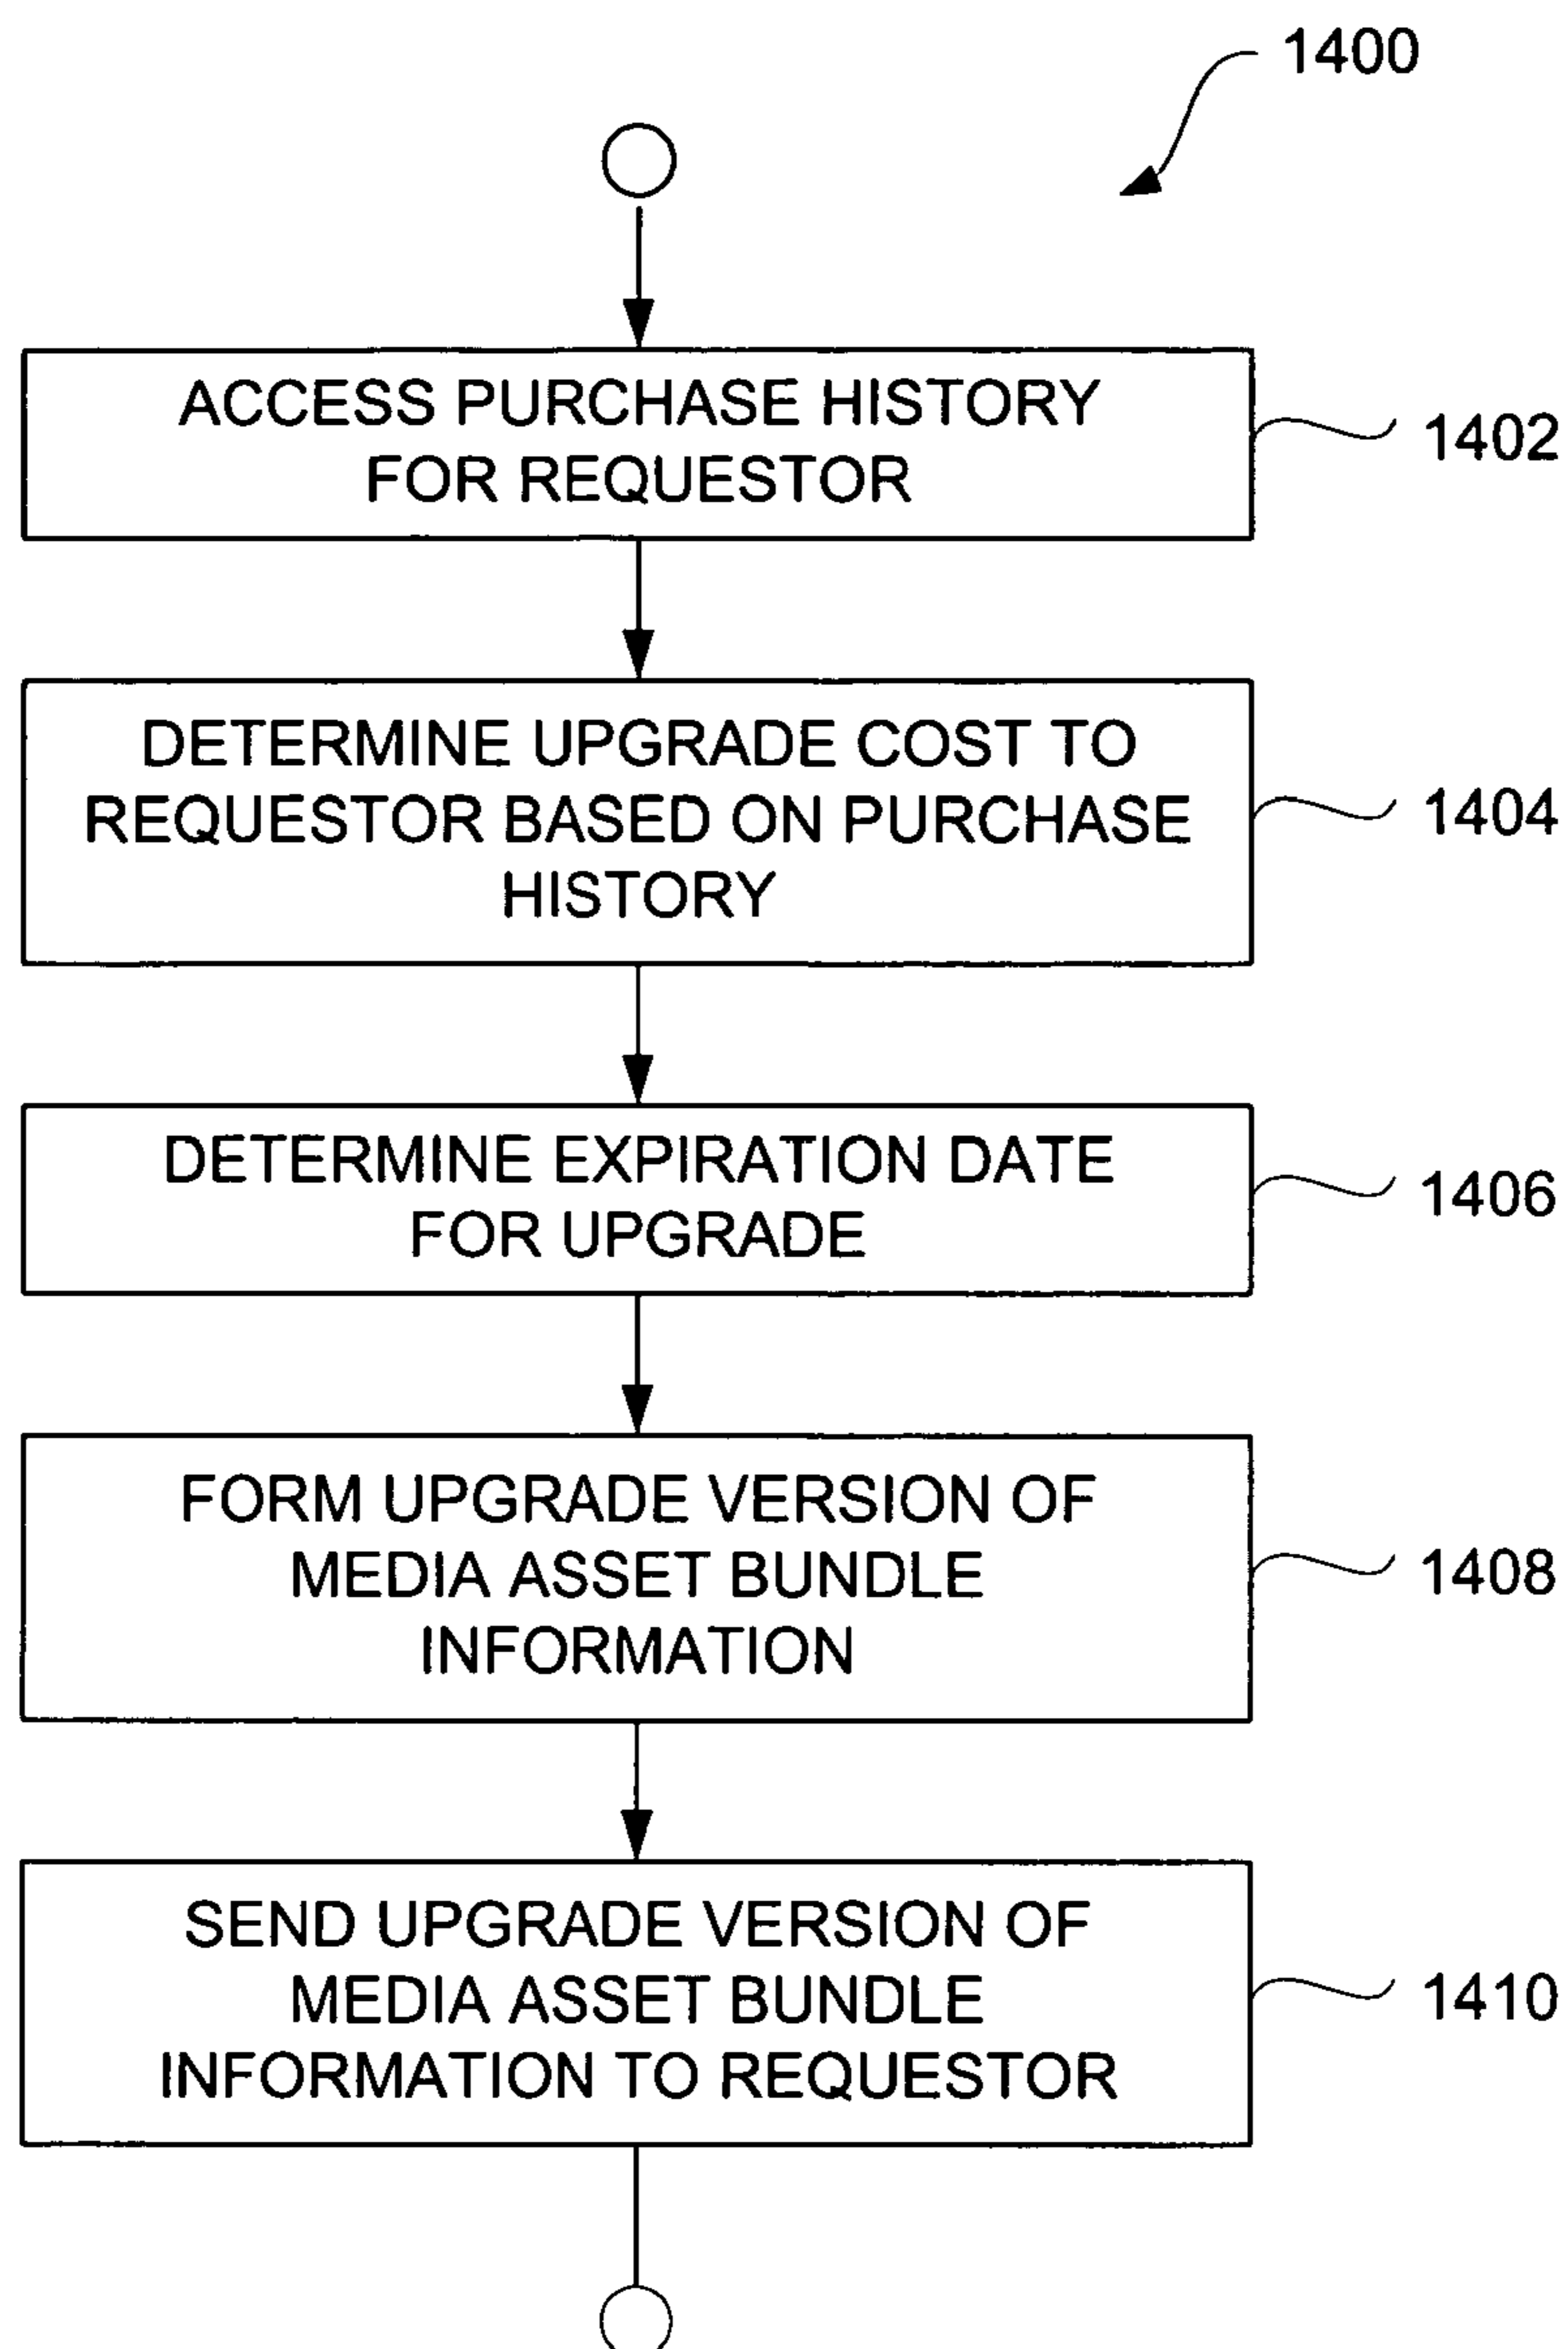 1400
ACCESS PURCHASE HISTORY
FOR REQUESTOR
1402
DETERMINE UPGRADE COST TO
REQUESTOR BASED ON PURCHASE
HISTORY
1404
DETERMINE EXPIRATION DATE
FOR UPGRADE
1406
FORM UPGRADE VERSION OF
MEDIA ASSET BUNDLE
INFORMATION
1408
SEND UPGRADE VERSION OF
MEDIA ASSET BUNDLE
INFORMATION TO REQUESTOR
1410